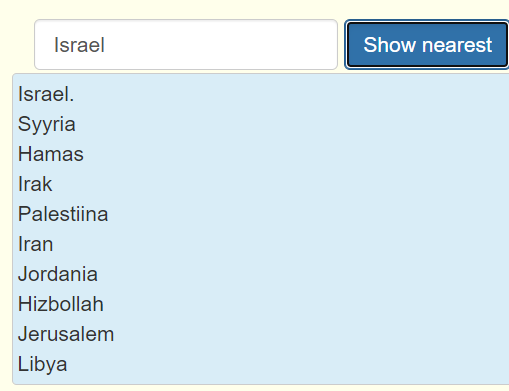 Israel
Show nearest
Israel.
Syyria
Hamas
Irak
Palestiina
Iran
Jordania
Hizbollah
Jerusalem
Libya